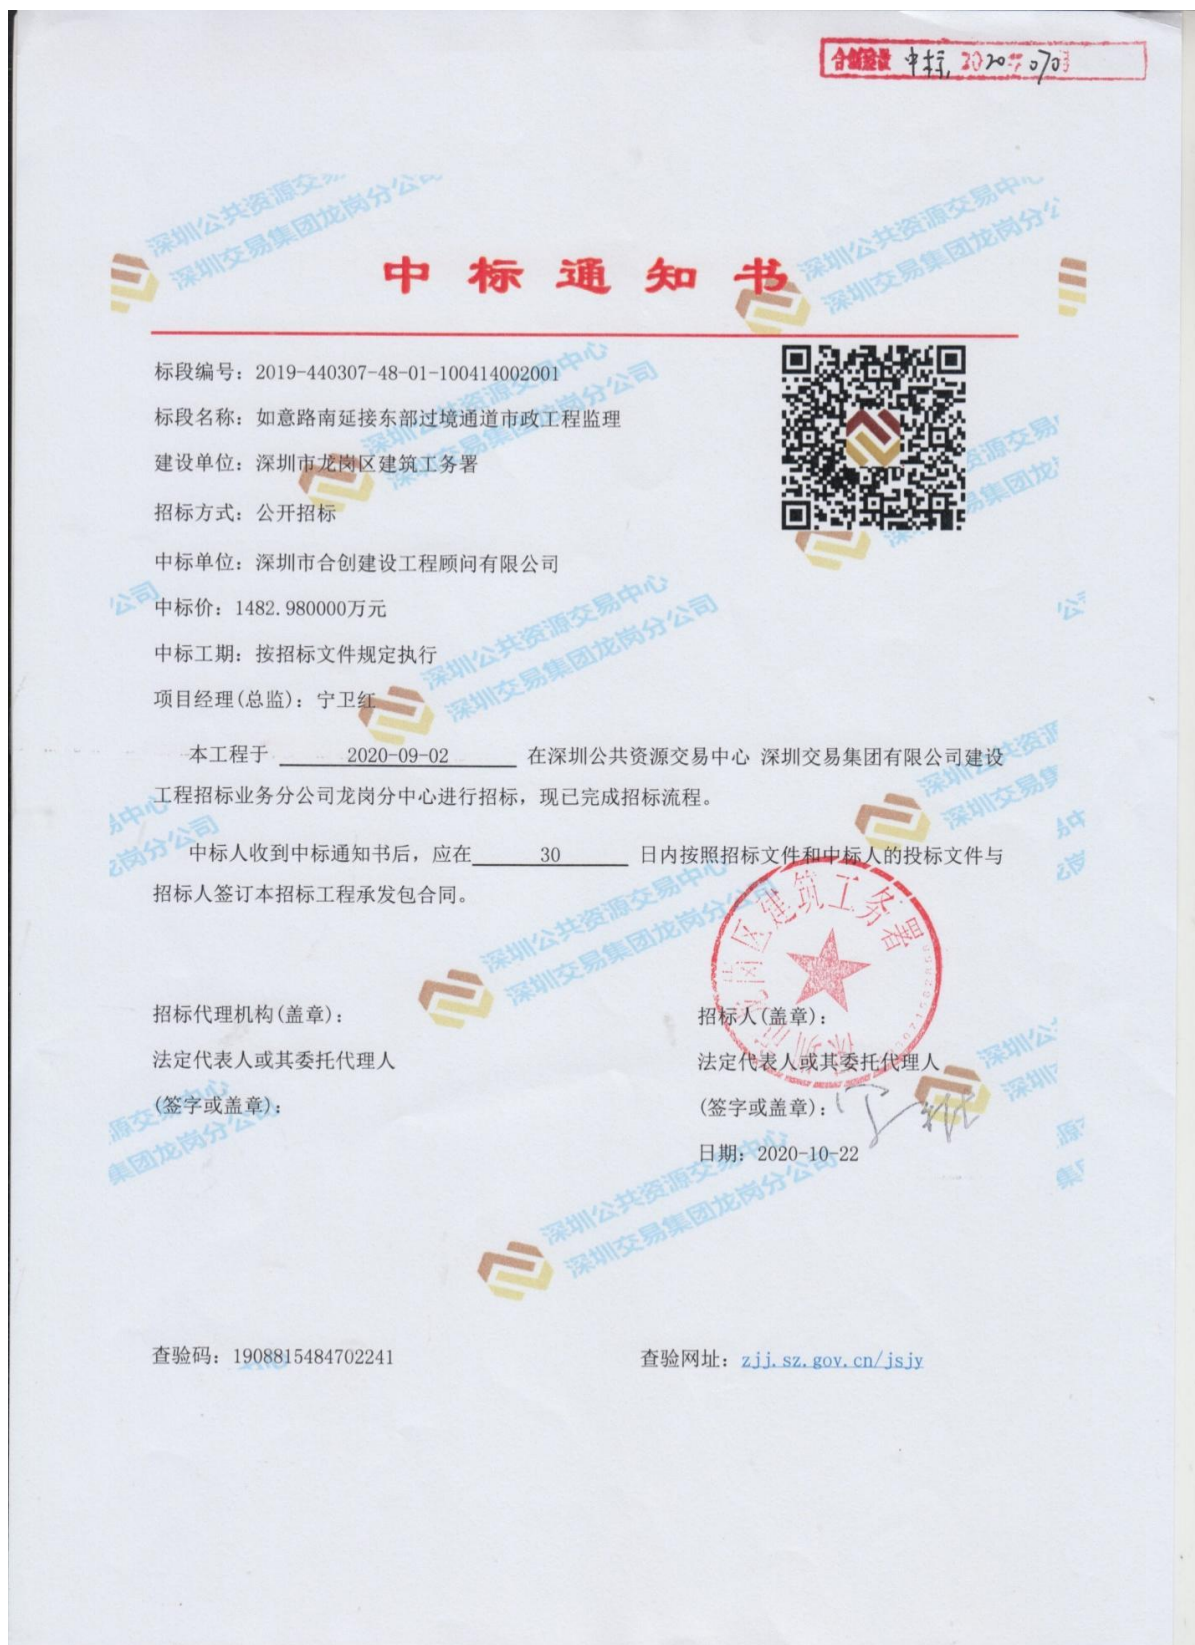 中标 2020年 070
中标通知书
标段编号：2019-440307-48-01-100414002001
标段名称：如意路南延接东部过境通道市政工程监理
建设单位：深圳市龙岗区建筑工务署
招标方式：公开招标
中标单位：深圳市合创建设工程顾问有限公司
中标价：1482.980000万元
中标工期：按招标文件规定执行
项目经理(总监)：宁卫红
本工程于 2020-09-02 在深圳公共资源交易中心 深圳交易集团有限公司建设
工程招标业务分公司龙岗分中心进行招标，现已完成招标流程。
中标人收到中标通知书后，应在 30 日内按照招标文件和中标人的投标文件与
招标人签订本招标工程承发包合同。
建筑工务署
招标代理机构(盖章)：
招标人(盖章)：
法定代表人或其委托代理人
法定代表人或其委托代理人
(签字或盖章)：
(签字或盖章)：
日期：2020-10-22
查验码：1908815484702241
查验网址：zjj.sz.gov.cn/jsjy
深圳公共资源交易中心
深圳交易集团龙岗分公司